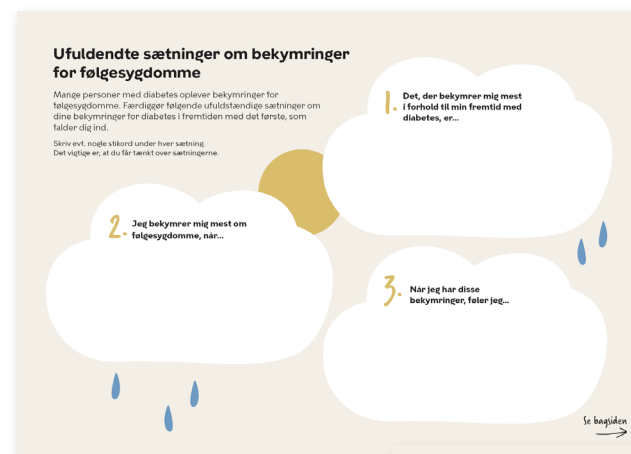 Ufuldendte sætninger om bekymringer
for følgesygdomme
Mange personer med diabetes oplever bekymringer for
følgesygdomme. Færdiggør følgende ufuldstændige sætninger om
dine bekymringer for diabetes i fremtiden med det første, som
falder dig ind.
Skriv evt. nogle stikord under hver sætning.
Det vigtige er, at du får tænkt over sætningerne.
1. Det, der bekymrer mig mest
i forhold til min fremtid med
diabetes, er...
2. Jeg bekymrer mig mest om
følgesygdomme, når...
3. Når jeg har disse
bekymringer, føler jeg...
Se bagsiden